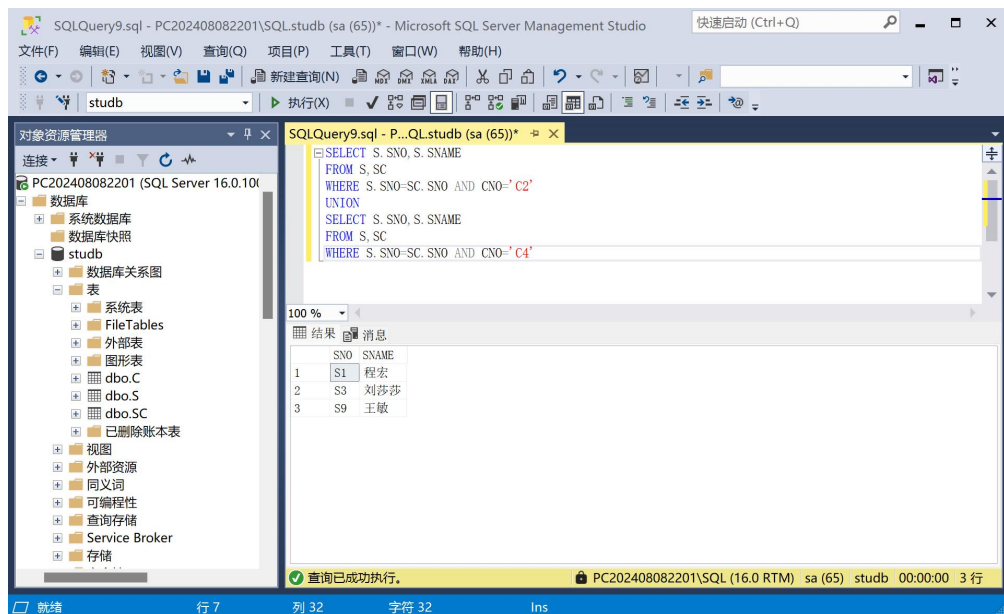 SQLQuery9.sql - PC202408082201\SQL.studb (sa (65))* - Microsoft SQL Server Management Studio
快速启动 (Ctrl+Q)
文件(F) 编辑(E) 视图(V) 查询(Q) 项目(P) 工具(T) 窗口(W) 帮助(H)
新建查询(N) MDX DMX XMLA DAX
studb 执行(X)
对象资源管理器
连接
PC202408082201 (SQL Server 16.0.100
数据库
系统数据库
数据库快照
studb
数据库关系图
表
系统表
FileTables
外部表
图形表
dbo.C
dbo.S
dbo.SC
已删除账本表
视图
外部资源
同义词
可编程性
查询存储
Service Broker
存储
SQLQuery9.sql - P...QL.studb (sa (65))*
SELECT S.SNO,S.SNAME
FROM S,SC
WHERE S.SNO=SC.SNO AND CNO='C2'
UNION
SELECT S.SNO,S.SNAME
FROM S,SC
WHERE S.SNO=SC.SNO AND CNO='C4'
100 %
结果 消息
SNO SNAME
1 S1 程宏
2 S3 刘莎莎
3 S9 王敏
查询已成功执行。 PC202408082201\SQL (16.0 RTM) sa (65) studb 00:00:00 3 行
就绪 行 7 列 32 字符 32 Ins